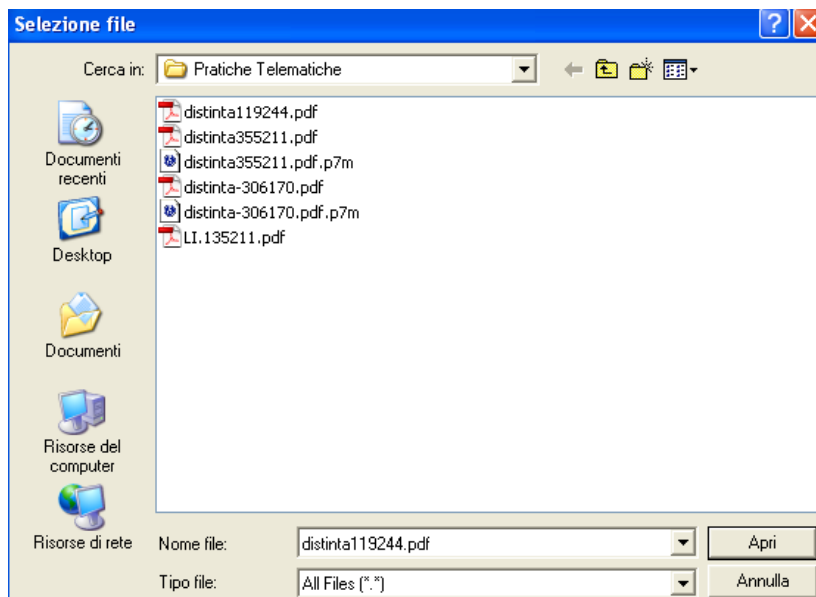 Selezione file
Cerca in: Pratiche Telematiche
distinta119244.pdf
distinta355211.pdf
distinta355211.pdf.p7m
distinta-306170.pdf
distinta-306170.pdf.p7m
LI.135211.pdf
Documenti
recenti
Desktop
Documenti
Risorse del
computer
Risorse di rete
Nome file: distinta119244.pdf Apri
Tipo file: All Files (*.*) Annulla